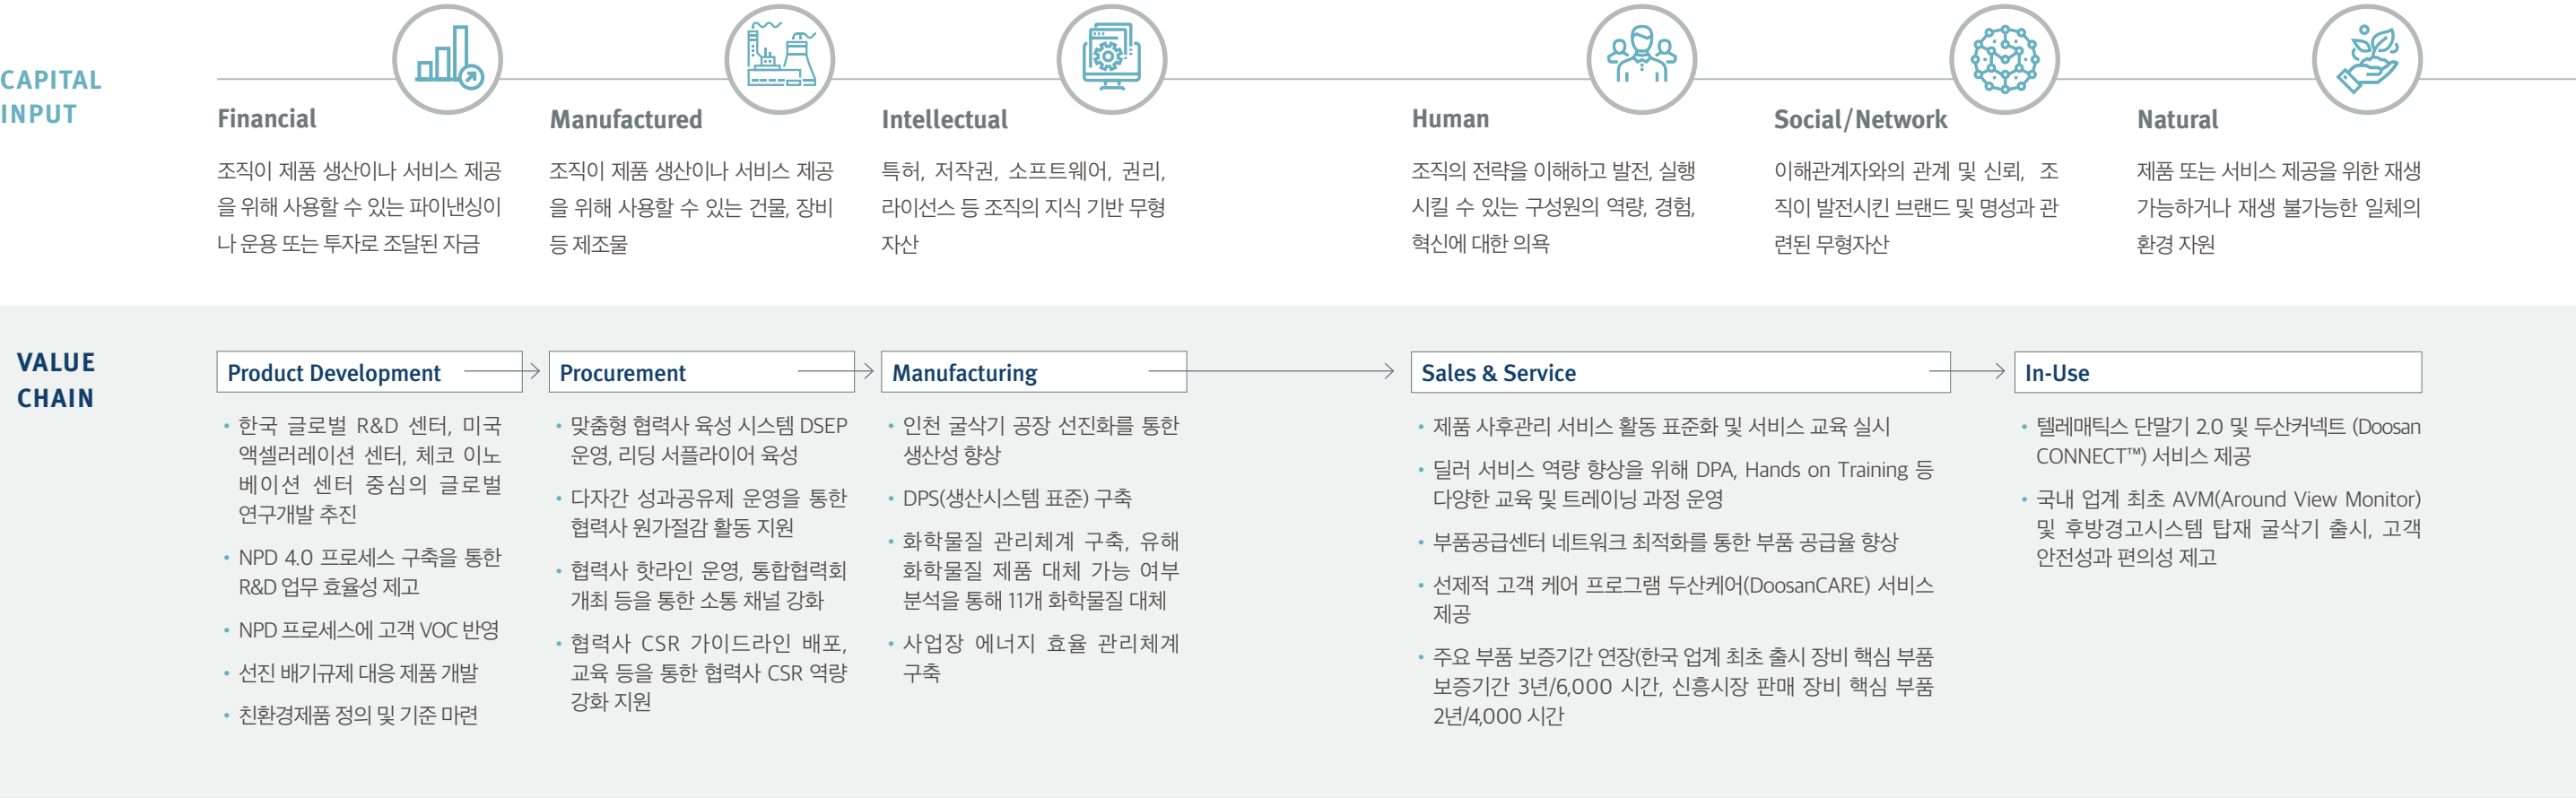 CAPITAL
INPUT
Financial
조직이 제품 생산이나 서비스 제공
을 위해 사용할 수 있는 파이낸싱이
나 운용 또는 투자로 조달된 자금
Manufactured
조직이 제품 생산이나 서비스 제공
을 위해 사용할 수 있는 건물, 장비
등 제조물
Intellectual
특허, 저작권, 소프트웨어, 권리,
라이선스 등 조직의 지식 기반 무형
자산
Human
조직의 전략을 이해하고 발전, 실행
시킬 수 있는 구성원의 역량, 경험,
혁신에 대한 의욕
Social/Network
이해관계자와의 관계 및 신뢰, 조
직이 발전시킨 브랜드 및 명성과 관
련된 무형자산
Natural
제품 또는 서비스 제공을 위한 재생
가능하거나 재생 불가능한 일체의
환경 자원
VALUE
CHAIN
Product Development
• 한국 글로벌 R&D 센터, 미국
액셀러레이션 센터, 체코 이노
베이션 센터 중심의 글로벌
연구개발 추진
• NPD 4.0 프로세스 구축을 통한
R&D 업무 효율성 제고
• NPD 프로세스에 고객 VOC 반영
• 선진 배기규제 대응 제품 개발
• 친환경제품 정의 및 기준 마련
Procurement
• 맞춤형 협력사 육성 시스템 DSEP
운영, 리딩 서플라이어 육성
• 다자간 성과공유제 운영을 통한
협력사 원가절감 활동 지원
• 협력사 핫라인 운영, 통합협력회
개최 등을 통한 소통 채널 강화
• 협력사 CSR 가이드라인 배포,
교육 등을 통한 협력사 CSR 역량
강화 지원
Manufacturing
• 인천 굴삭기 공장 선진화를 통한
생산성 향상
• DPS(생산시스템 표준) 구축
• 화학물질 관리체계 구축, 유해
화학물질 제품 대체 가능 여부
분석을 통해 11개 화학물질 대체
• 사업장 에너지 효율 관리체계
구축
Sales & Service
• 제품 사후관리 서비스 활동 표준화 및 서비스 교육 실시
• 딜러 서비스 역량 향상을 위해 DPA, Hands on Training 등
다양한 교육 및 트레이닝 과정 운영
• 부품공급센터 네트워크 최적화를 통한 부품 공급율 향상
• 선제적 고객 케어 프로그램 두산케어(DoosanCARE) 서비스
제공
• 주요 부품 보증기간 연장(한국 업계 최초 출시 장비 핵심 부품
보증기간 3년/6,000 시간, 신흥시장 판매 장비 핵심 부품
2년/4,000 시간
In-Use
• 텔레매틱스 단말기 2.0 및 두산커넥트 (Doosan
CONNECT™) 서비스 제공
• 국내 업계 최초 AVM(Around View Monitor)
및 후방경고시스템 탑재 굴삭기 출시, 고객
안전성과 편의성 제고